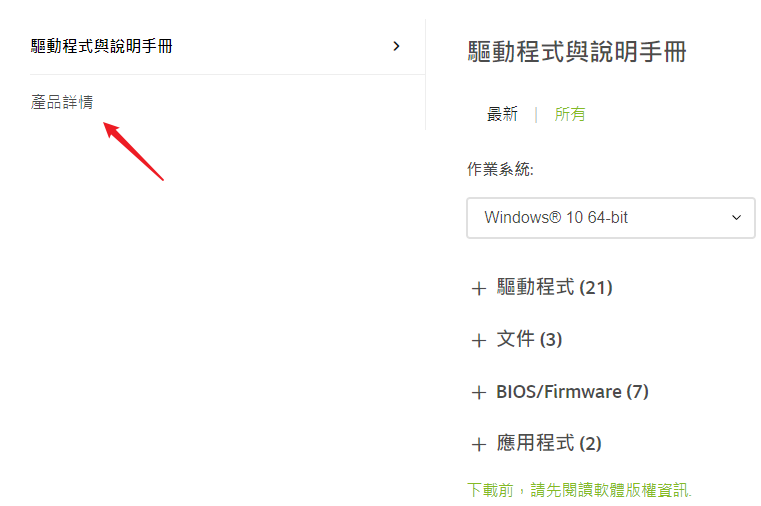 驅動程式與說明手冊
產品詳情
驅動程式與說明手冊
最新 | 所有
作業系統:
Windows® 10 64-bit
驅動程式 (21)
文件 (3)
BIOS/Firmware (7)
應用程式 (2)
下載前，請先閱讀軟體版權資訊.